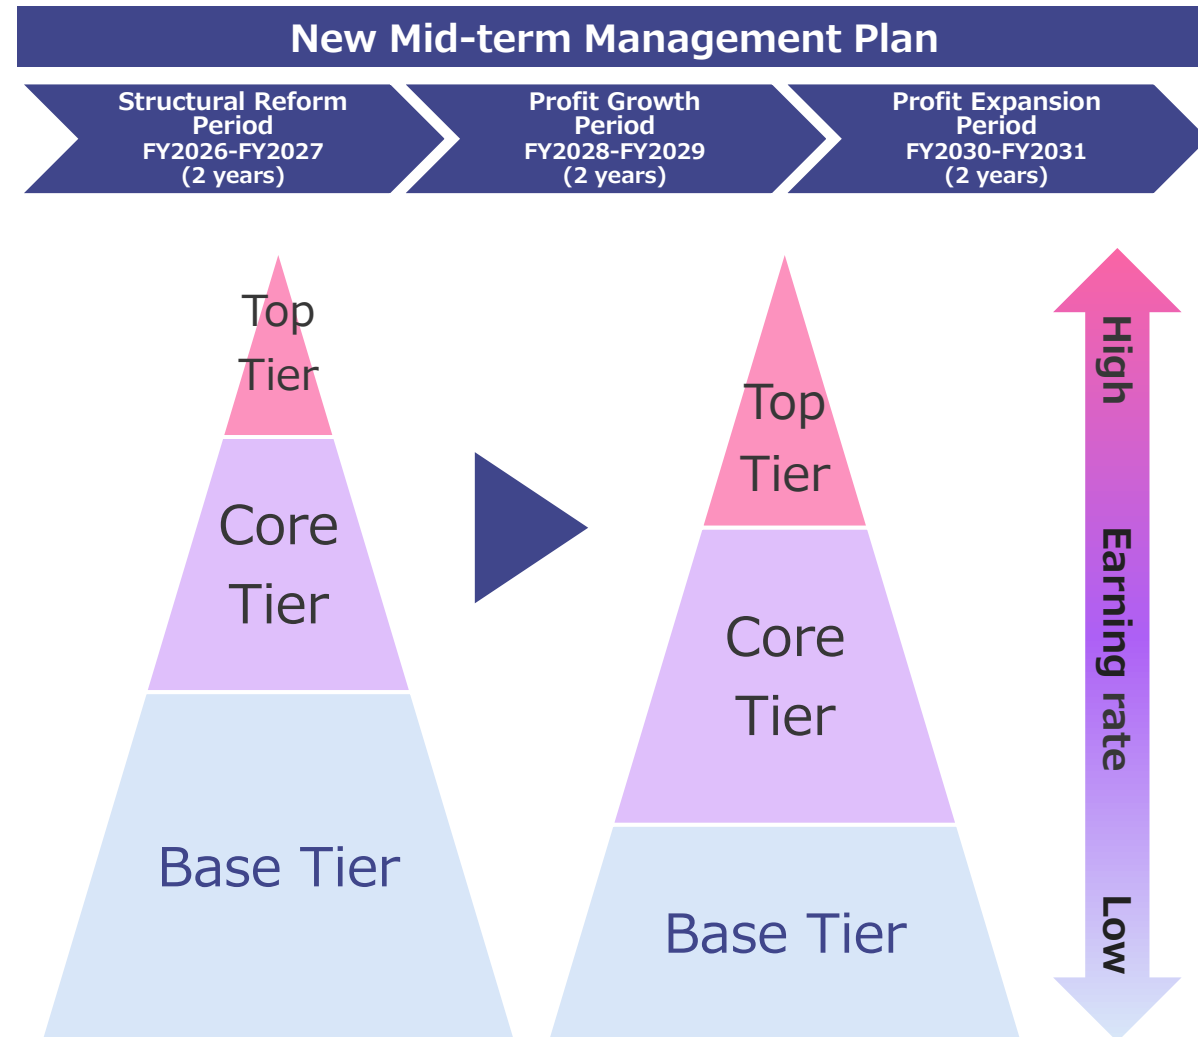 New Mid-term Management Plan
Structural Reform
Period
FY2026-FY2027
(2 years)
Profit Growth
Period
FY2028-FY2029
(2 years)
Profit Expansion
Period
FY2030-FY2031
(2 years)
Top
Tier
Core
Tier
Base Tier
Top
Tier
Core
Tier
Base Tier
High
Earning rate
Low